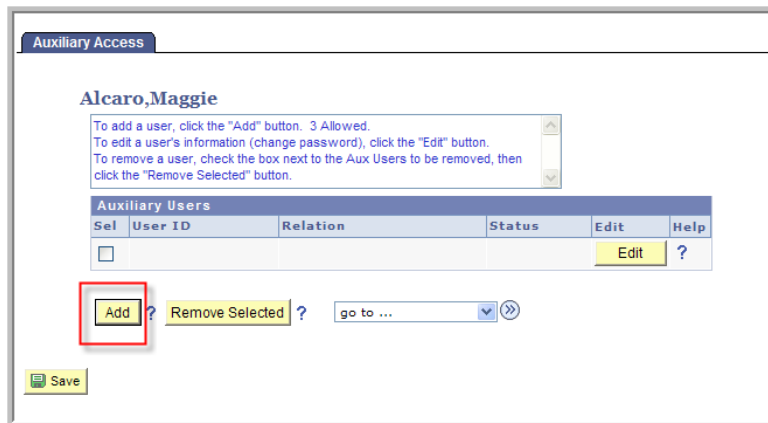 Auxiliary Access
Alcaro,Maggie
To add a user, click the "Add" button. 3 Allowed.
To edit a user's information (change password), click the "Edit" button.
To remove a user, check the box next to the Aux Users to be removed, then
click the "Remove Selected" button.
Auxiliary Users
Sel User ID Relation Status Edit Help
Edit ?
Add ? Remove Selected ? go to ...
Save